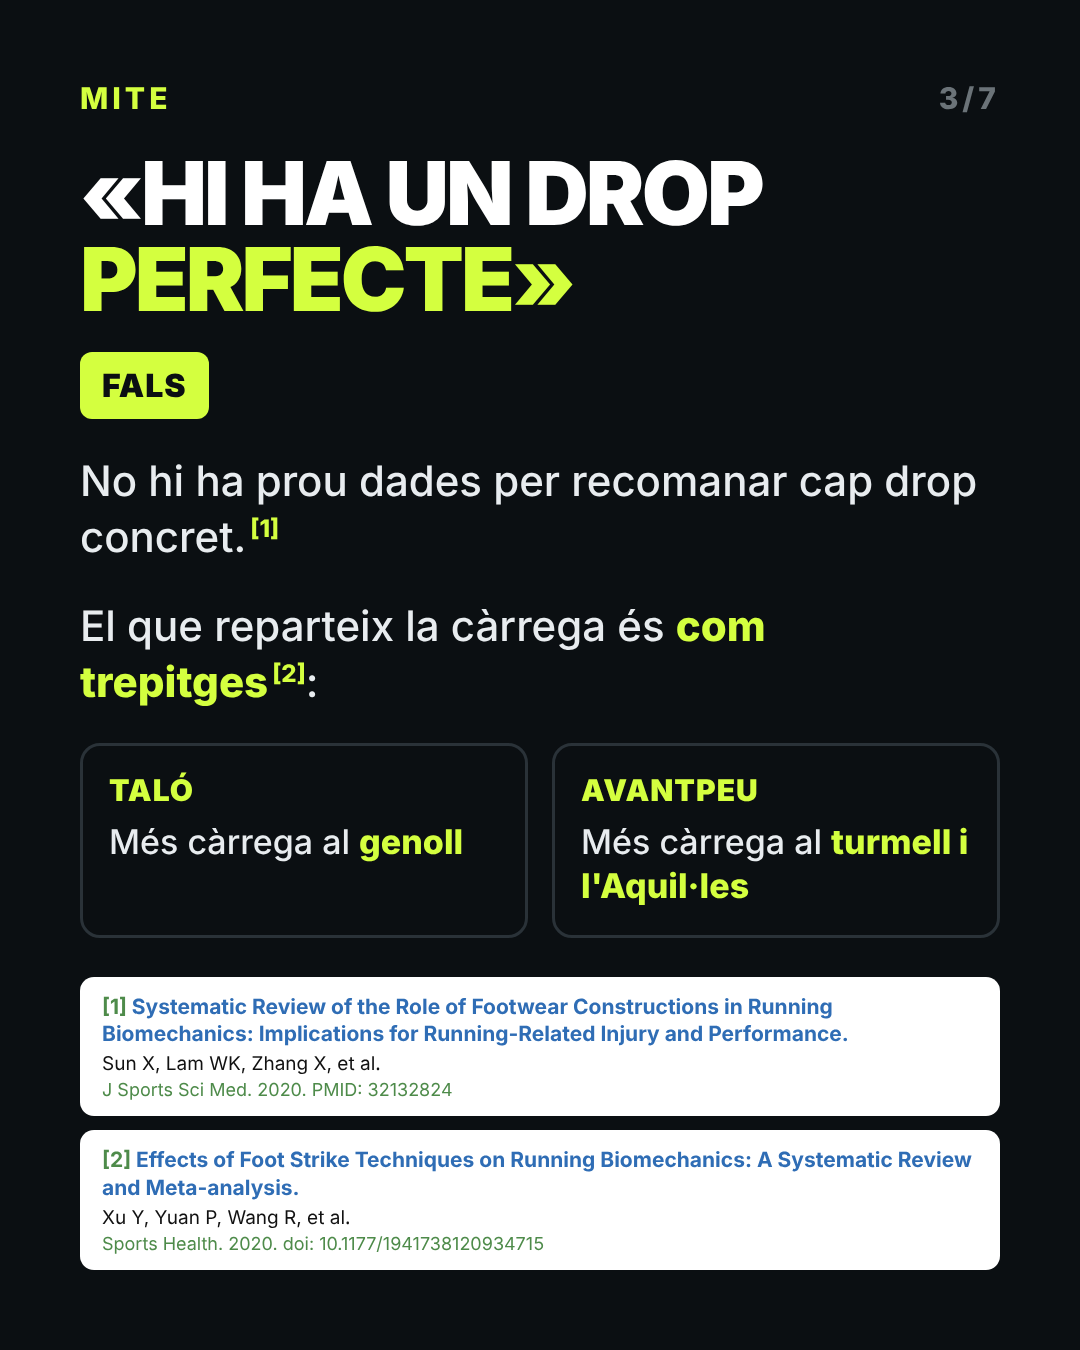 MITE
3/7
«HI HA UN DROP
PERFECTE»
FALS
No hi ha prou dades per recomanar cap drop
concret. [1]
El que reparteix la càrrega és com
trepitges [2]:
TALÓ
Més càrrega al genoll
AVANTPEU
Més càrrega al turmell i
l'Aquil·les
[1] Systematic Review of the Role of Footwear Constructions in Running
Biomechanics: Implications for Running-Related Injury and Performance.
Sun X, Lam WK, Zhang X, et al.
J Sports Sci Med. 2020. PMID: 32132824
[2] Effects of Foot Strike Techniques on Running Biomechanics: A Systematic Review
and Meta-analysis.
Xu Y, Yuan P, Wang R, et al.
Sports Health. 2020. doi: 10.1177/1941738120934715